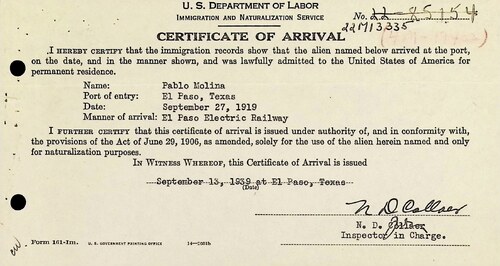 U. S. DEPARTMENT OF LABOR
IMMIGRATION AND NATURALIZATION SERVICE
No. 22-85154
22M13335
CERTIFICATE OF ARRIVAL
I HEREBY CERTIFY that the immigration records show that the alien named below arrived at the port,
on the date, and in the manner shown, and was lawfully admitted to the United States of America for
permanent residence.
Name: Pablo Molina
Port of entry: El Paso, Texas
Date: September 27, 1919
Manner of arrival: El Paso Electric Railway
I FURTHER CERTIFY that this certificate of arrival is issued under authority of, and in conformity with,
the provisions of the Act of June 29, 1906, as amended, solely for the use of the alien herein named and only
for naturalization purposes.
IN WITNESS WHEREOF, this Certificate of Arrival is issued
September 13, 1939 at El Paso, Texas
(Date)
N D Collaer
N. D. Collaer
Inspector in Charge.
Form 161-Im. U. S. GOVERNMENT PRINTING OFFICE